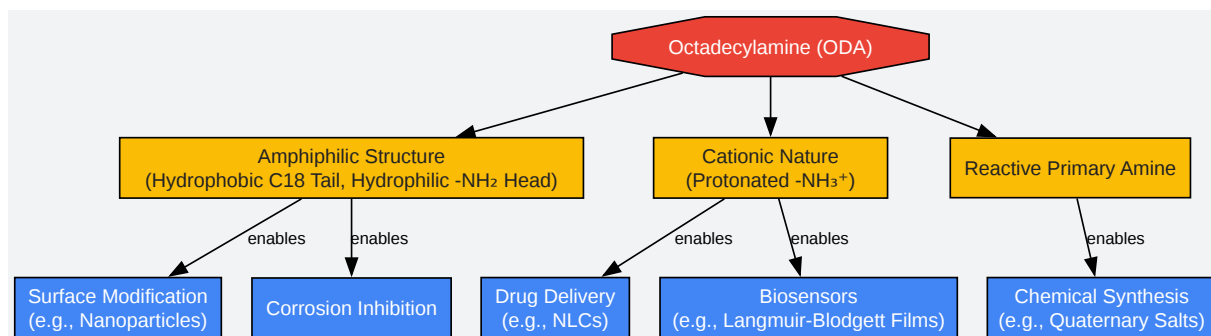 Octadecylamine (ODA)
Amphiphilic Structure
(Hydrophobic C18 Tail, Hydrophilic -NH₂ Head)
Cationic Nature
(Protonated -NH₃⁺)
Reactive Primary Amine
enables
enables
enables
enables
enables
Surface Modification
(e.g., Nanoparticles)
Corrosion Inhibition
Drug Delivery
(e.g., NLCs)
Biosensors
(e.g., Langmuir-Blodgett Films)
Chemical Synthesis
(e.g., Quaternary Salts)